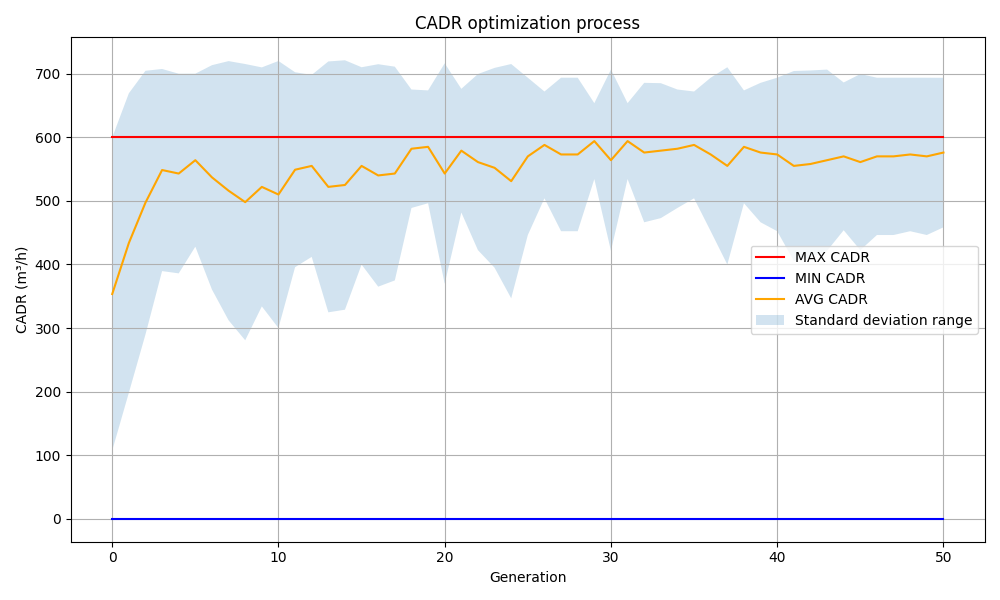 CADR optimization process
CADR (m³/h)
700
600
500
400
300
200
100
0
MAX CADR
MIN CADR
AVG CADR
Standard deviation range
0 10 20 30 40 50
Generation